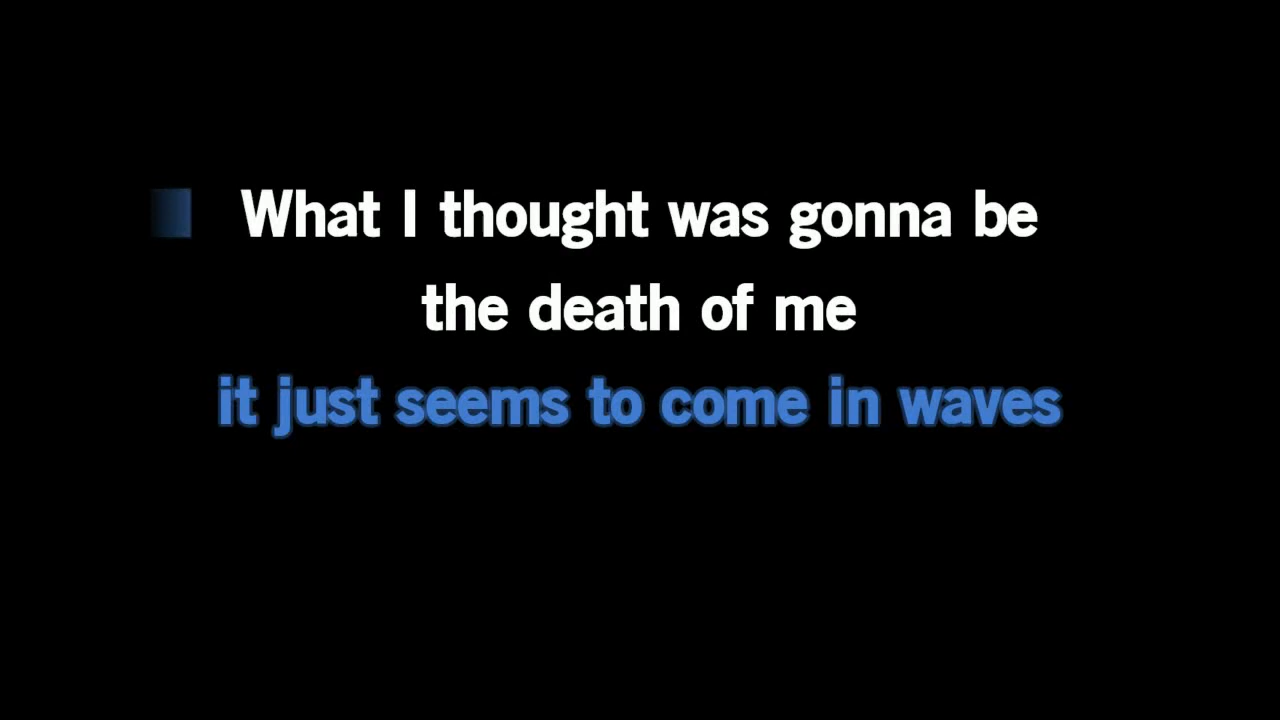 What I thought was gonna be
the death of me
it just seems to come in waves